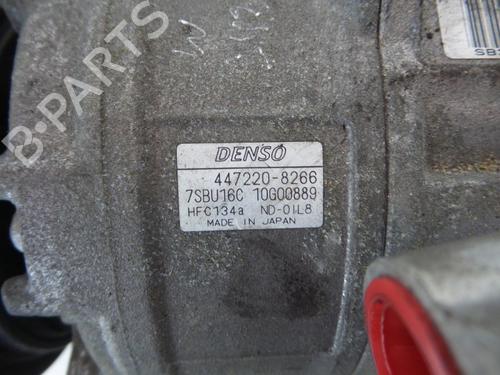 B-PARTS
DENSO
447220-8266
7SBU16C 10G00889
HFC134a ND-OIL8
MADE IN JAPAN